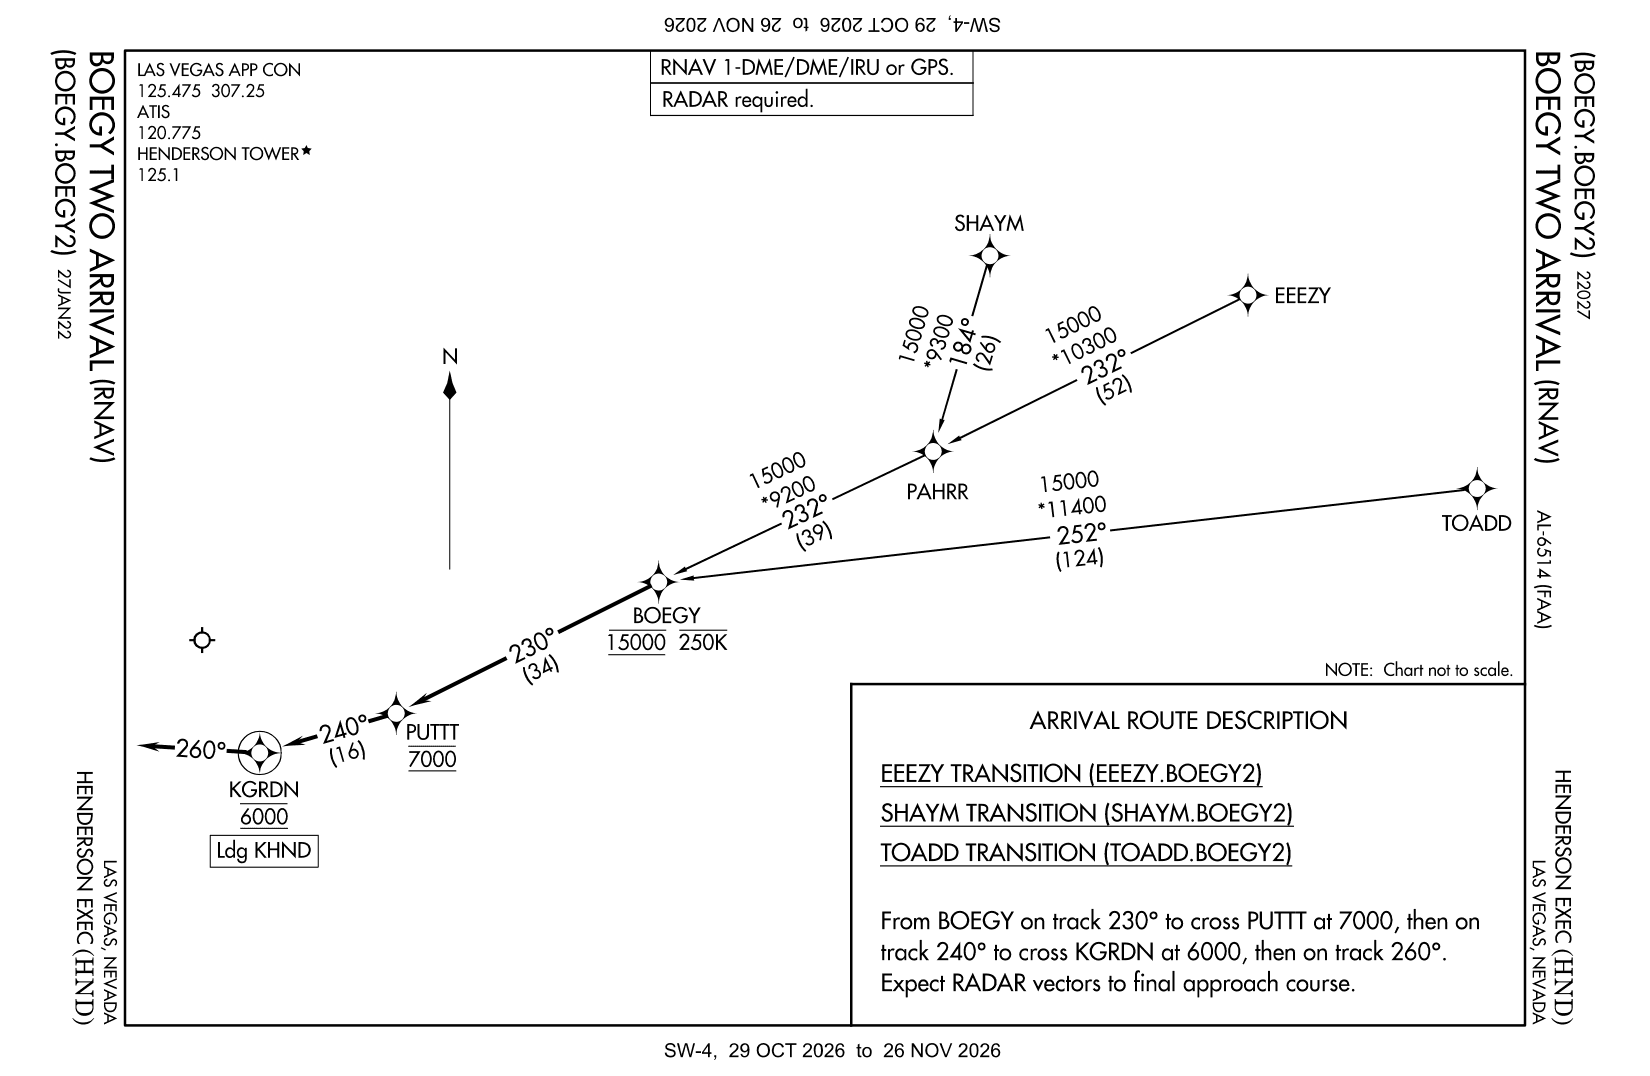 SW-4, 29 OCT 2026 to 26 NOV 2026
(BOEGY.BOEGY2) 27JAN22
BOEGY TWO ARRIVAL (RNAV)
HENDERSON EXEC (HND)
LAS VEGAS, NEVADA
LAS VEGAS APP CON
125.475 307.25
ATIS
120.775
HENDERSON TOWER★
125.1
RNAV 1-DME/DME/IRU or GPS.
RADAR required.
(BOEGY.BOEGY2) 22027
BOEGY TWO ARRIVAL (RNAV)
AL-6514 (FAA)
HENDERSON EXEC (HND)
LAS VEGAS, NEVADA
SHAYM
15000
*9300
184°
(26)
EEEZY
15000
*10300
232°
(52)
N
PAHRR
15000
*9200
232°
(39)
TOADD
15000
*11400
252°
(124)
BOEGY
15000 250K
230°
(34)
PUTTT
7000
240°
(16)
260°
KGRDN
6000
Ldg KHND
NOTE: Chart not to scale.
ARRIVAL ROUTE DESCRIPTION
EEEZY TRANSITION (EEEZY.BOEGY2)
SHAYM TRANSITION (SHAYM.BOEGY2)
TOADD TRANSITION (TOADD.BOEGY2)
From BOEGY on track 230° to cross PUTTT at 7000, then on
track 240° to cross KGRDN at 6000, then on track 260°.
Expect RADAR vectors to final approach course.
SW-4, 29 OCT 2026 to 26 NOV 2026